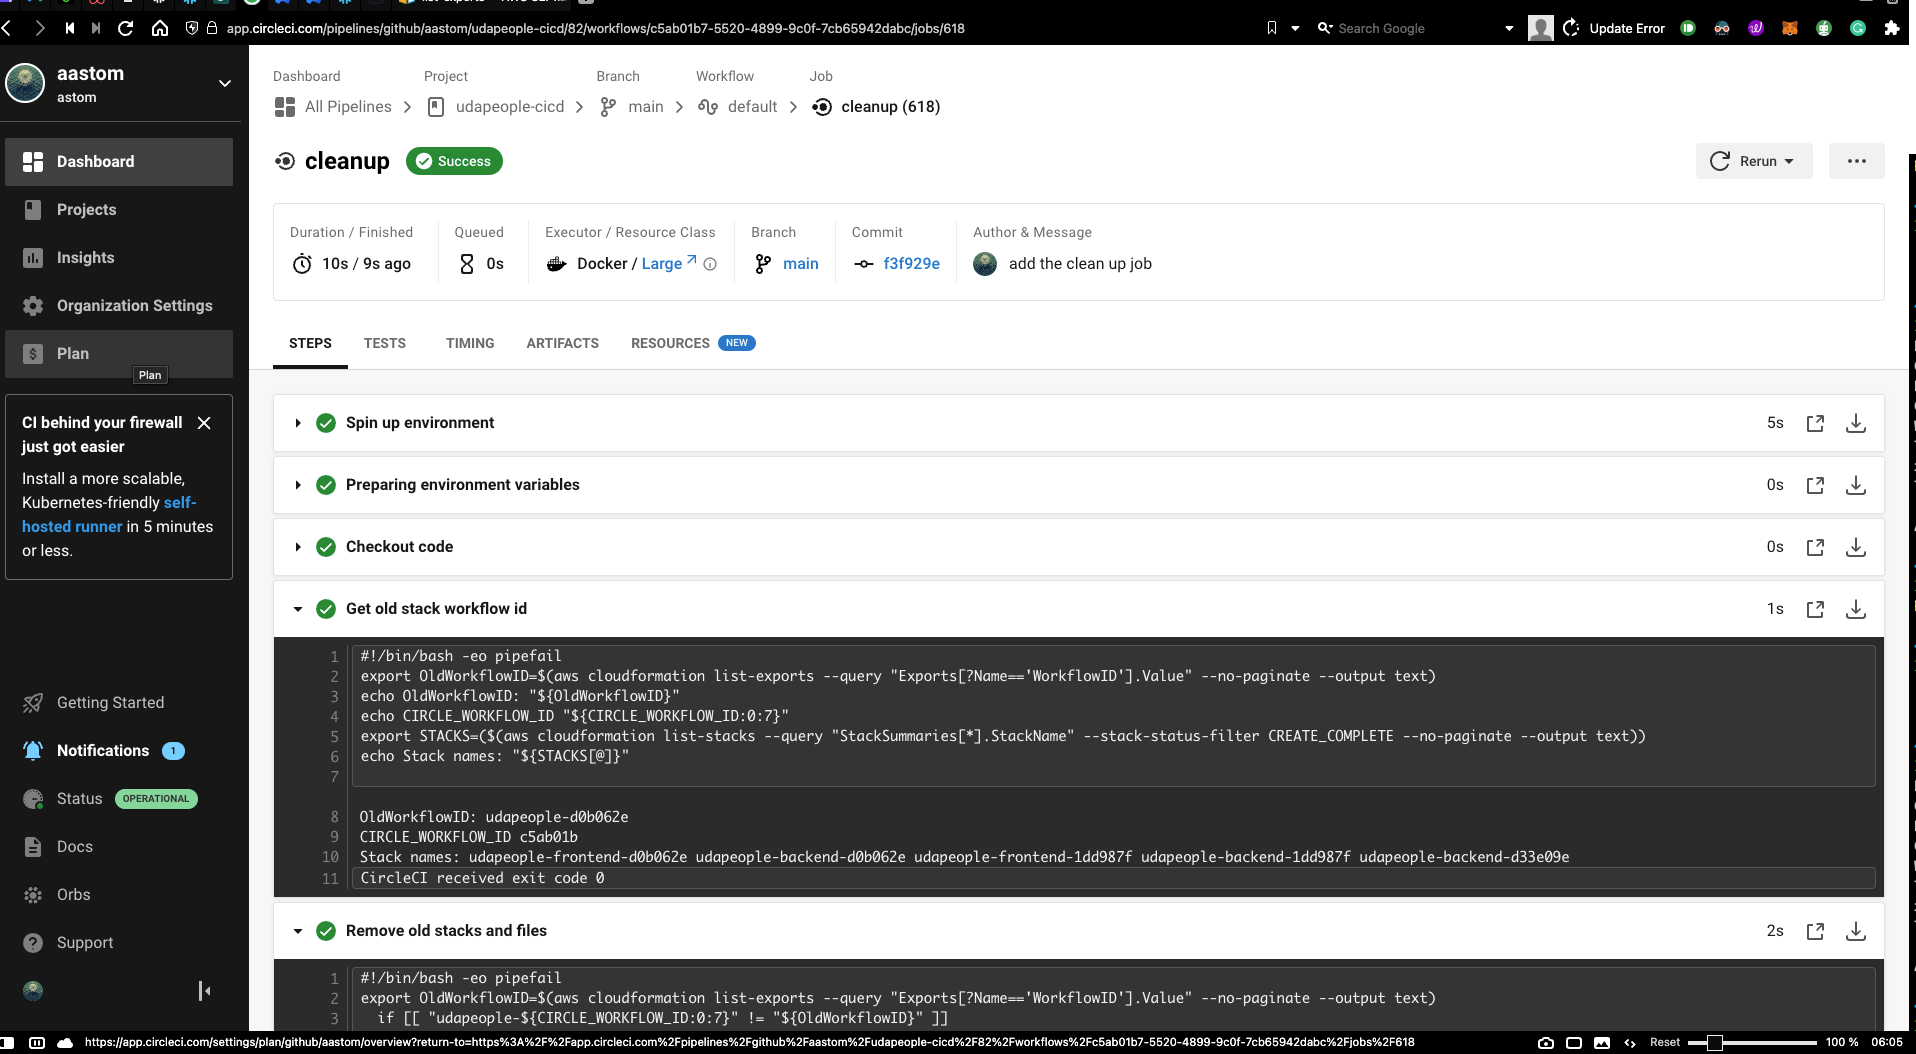 app.circleci.com/pipelines/github/aastom/udapeople-cicd/82/workflows/c5ab01b7-5520-4899-9c0f-7cb65942dabc/jobs/618
Search Google
Update Error
aastom
astom
Dashboard
Projects
Insights
Organization Settings
Plan
Plan
CI behind your firewall
just got easier
Install a more scalable,
Kubernetes-friendly self-
hosted runner in 5 minutes
or less.
Getting Started
Notifications 1
Status OPERATIONAL
Docs
Orbs
Support
Dashboard Project Branch Workflow Job
All Pipelines udapeople-cicd main default cleanup (618)
cleanup Success
Rerun
Duration / Finished Queued Executor / Resource Class Branch Commit Author & Message
10s / 9s ago 0s Docker / Large main f3f929e add the clean up job
STEPS TESTS TIMING ARTIFACTS RESOURCES NEW
Spin up environment 5s
Preparing environment variables 0s
Checkout code 0s
Get old stack workflow id 1s
1 #!/bin/bash -eo pipefail
2 export OldWorkflowID=$(aws cloudformation list-exports --query "Exports[?Name=='WorkflowID'].Value" --no-paginate --output text)
3 echo OldWorkflowID: "${OldWorkflowID}"
4 echo CIRCLE_WORKFLOW_ID "${CIRCLE_WORKFLOW_ID:0:7}"
5 export STACKS=($(aws cloudformation list-stacks --query "StackSummaries[*].StackName" --stack-status-filter CREATE_COMPLETE --no-paginate --output text))
6 echo Stack names: "${STACKS[@]}"
7
8 OldWorkflowID: udapeople-d0b062e
9 CIRCLE_WORKFLOW_ID c5ab01b
10 Stack names: udapeople-frontend-d0b062e udapeople-backend-d0b062e udapeople-frontend-1dd987f udapeople-backend-1dd987f udapeople-backend-d33e09e
11 CircleCI received exit code 0
Remove old stacks and files 2s
1 #!/bin/bash -eo pipefail
2 export OldWorkflowID=$(aws cloudformation list-exports --query "Exports[?Name=='WorkflowID'].Value" --no-paginate --output text)
3 if [[ "udapeople-${CIRCLE_WORKFLOW_ID:0:7}" != "${OldWorkflowID}" ]]
https://app.circleci.com/settings/plan/github/aastom/overview?return-to=https%3A%2F%2Fapp.circleci.com%2Fpipelines%2Fgithub%2Faastom%2Fudapeople-cicd%2F82%2Fworkflows%2Fc5ab01b7-5520-4899-9c0f-7cb65942dabc%2Fjobs%2F618
Reset 100 % 06:05